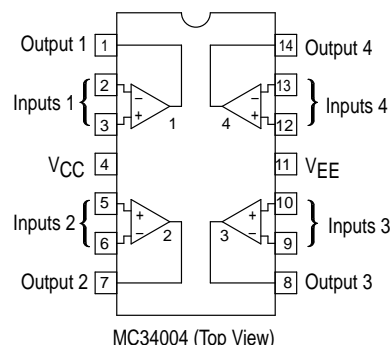 Output 1 1 14 Output 4
2 13
Inputs 1 { − + 1 4 − + } Inputs 4
3 12
VCC 4 11 VEE
5 10
Inputs 2 { + − 2 3 + − } Inputs 3
6 9
Output 2 7 8 Output 3
MC34004 (Top View)